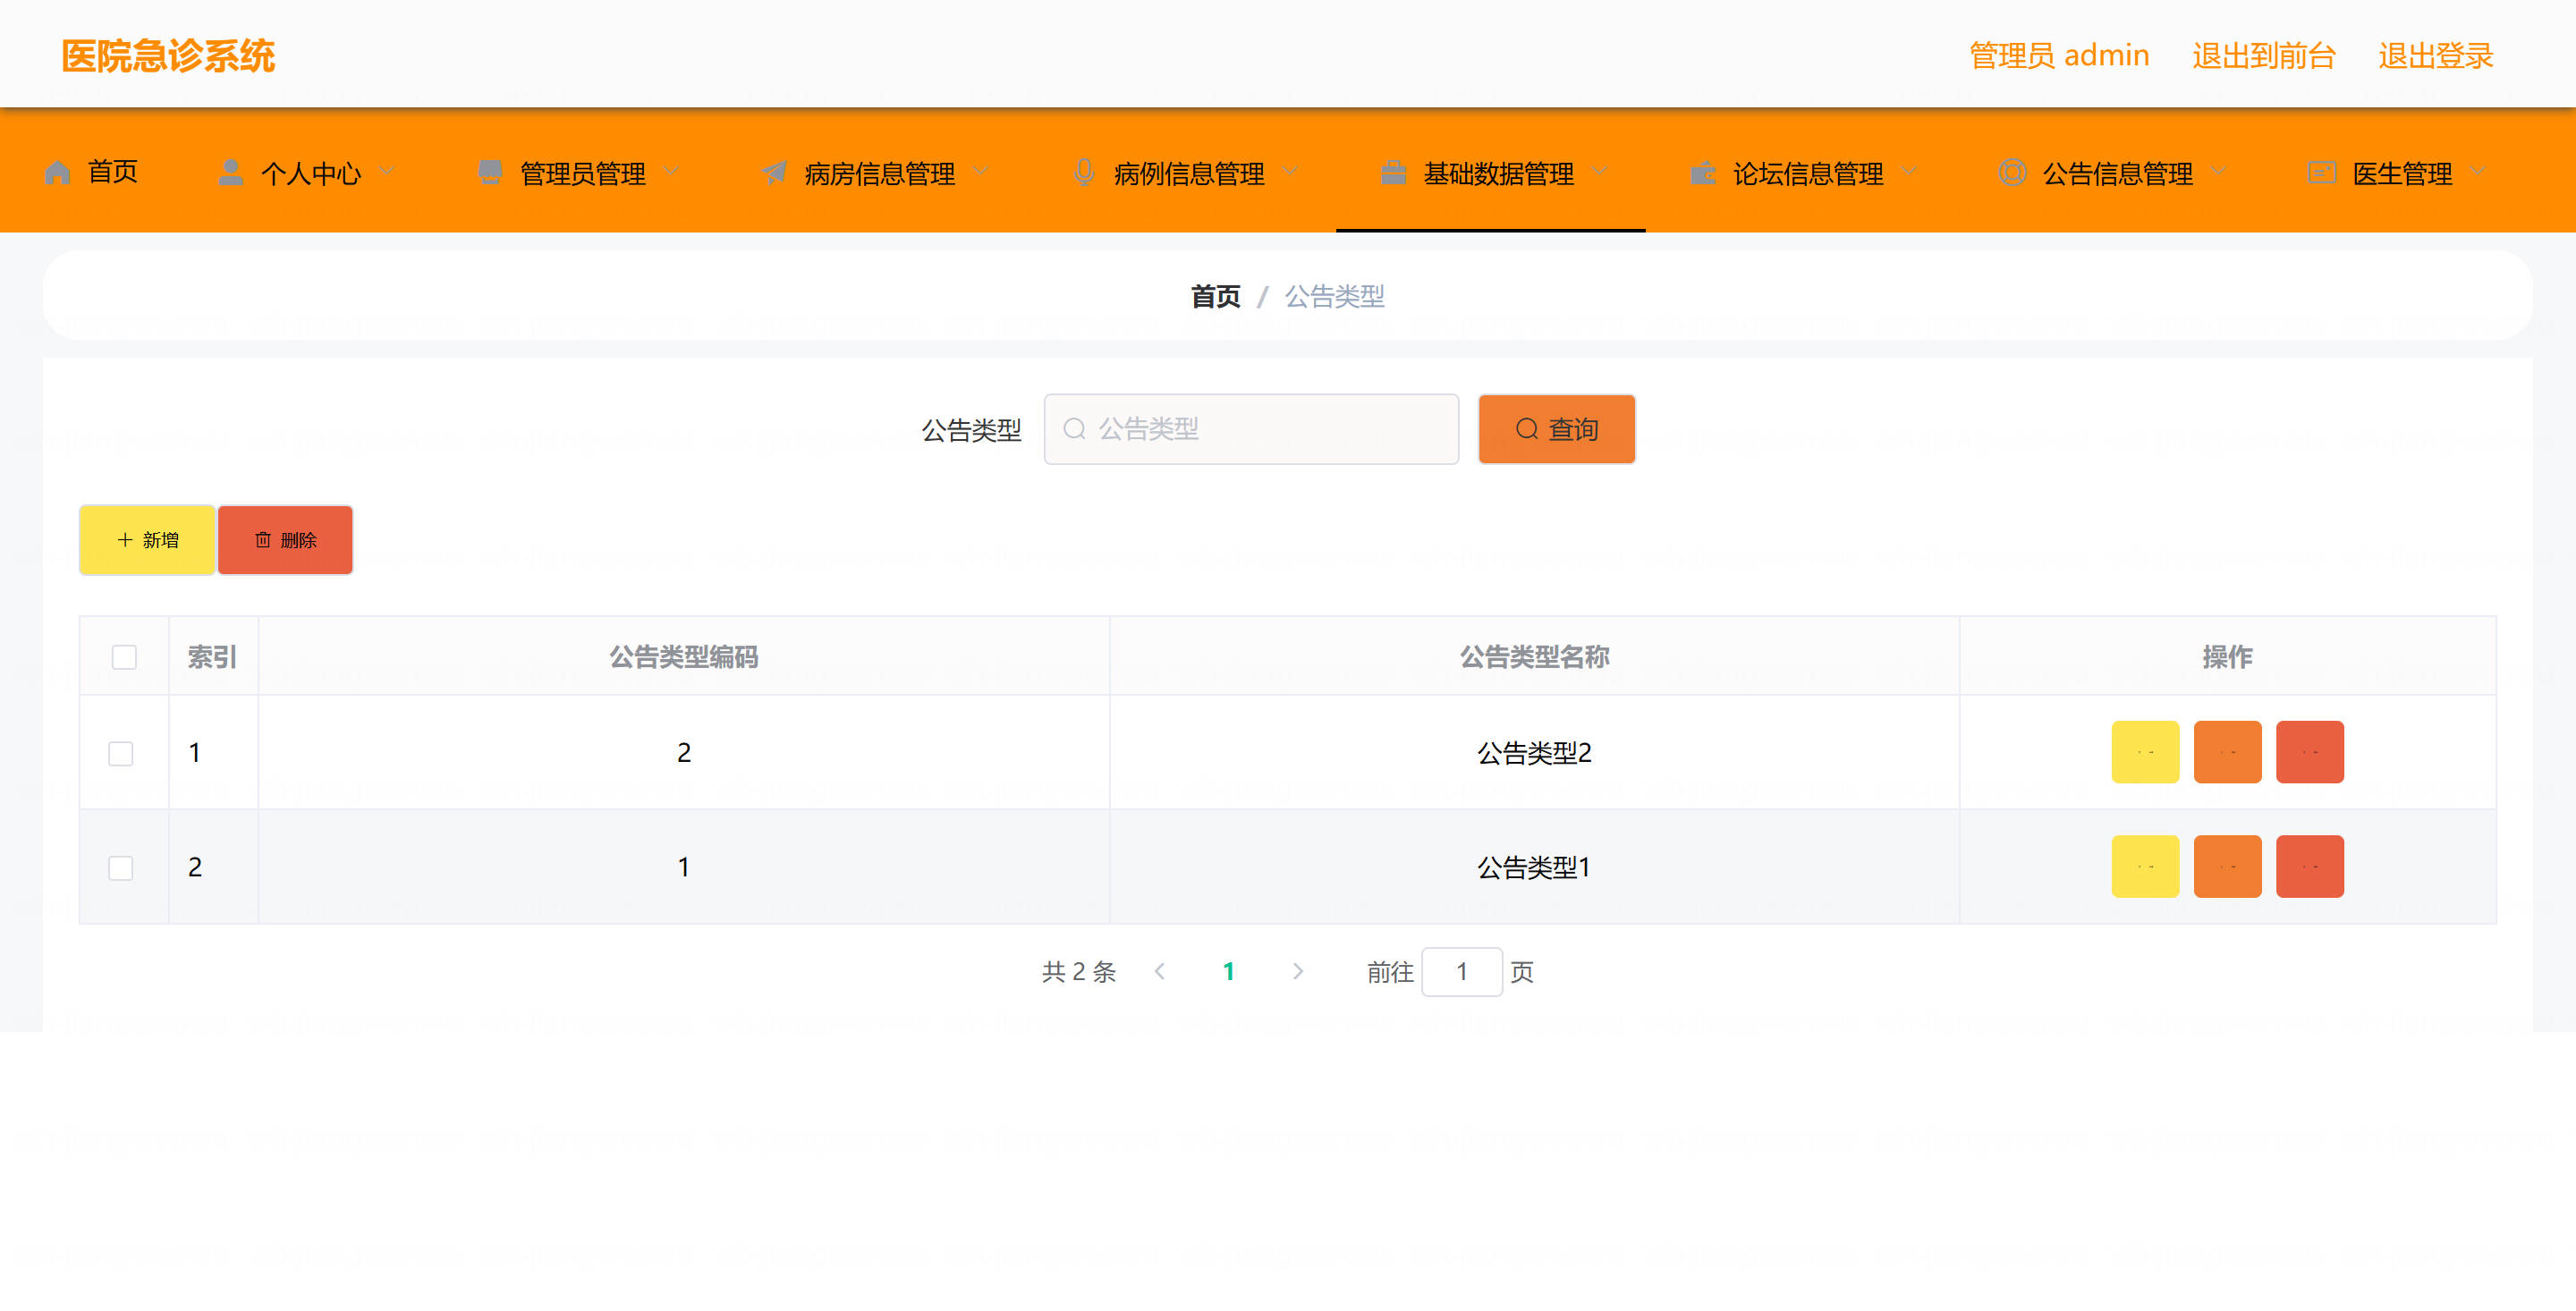 医院急诊系统
管理员 admin 退出到前台 退出登录
首页 个人中心 管理员管理 病房信息管理 病例信息管理 基础数据管理 论坛信息管理 公告信息管理 医生管理
首页 / 公告类型
公告类型 公告类型 查询
新增 删除
索引 公告类型编码 公告类型名称 操作
1 2 公告类型2
2 1 公告类型1
共 2 条 1 前往 1 页